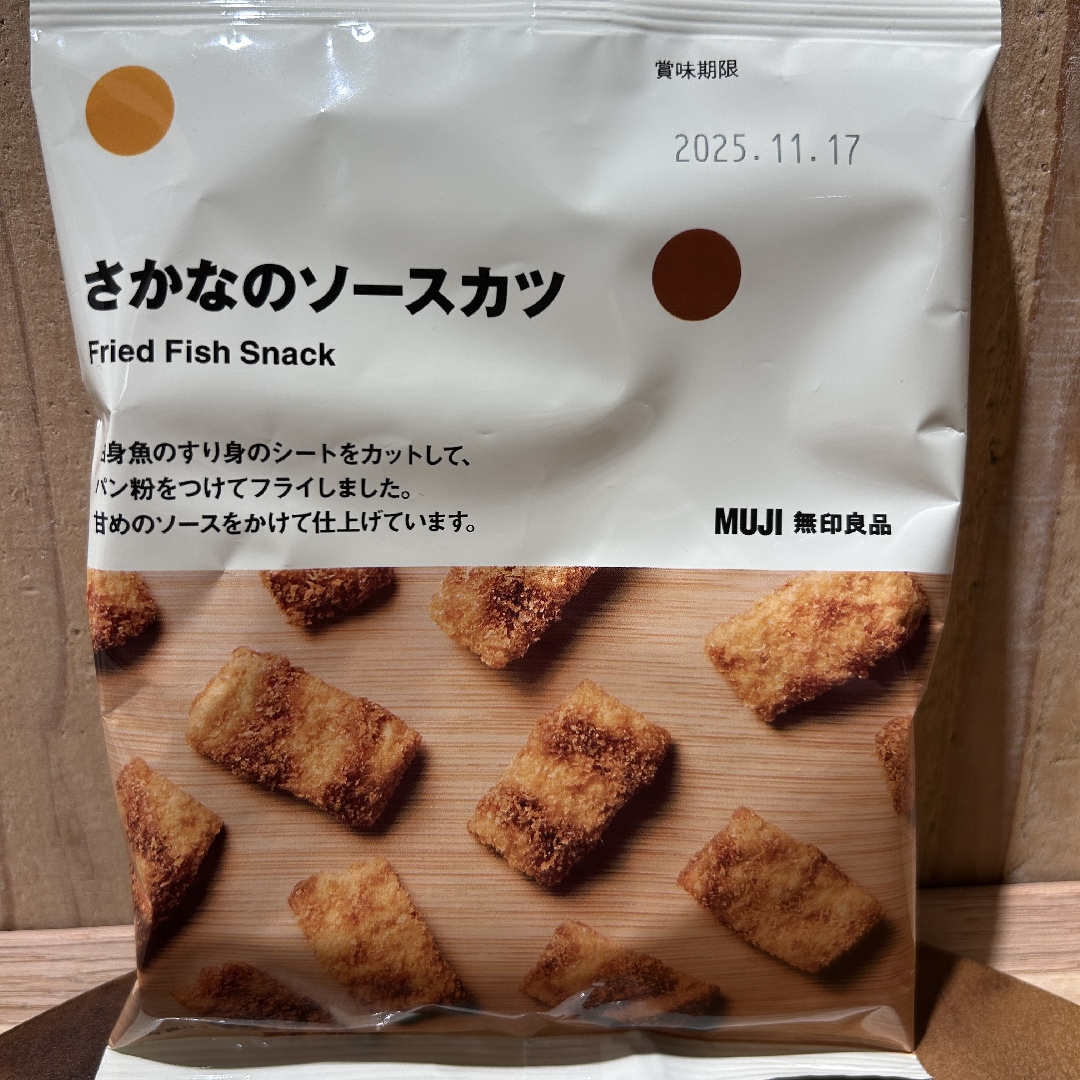 賞味期限
2025.11.17
さかなのソースカツ
Fried Fish Snack
白身魚のすり身のシートをカットして、
パン粉をつけてフライしました。
甘めのソースをかけて仕上げています。
MUJI 無印良品